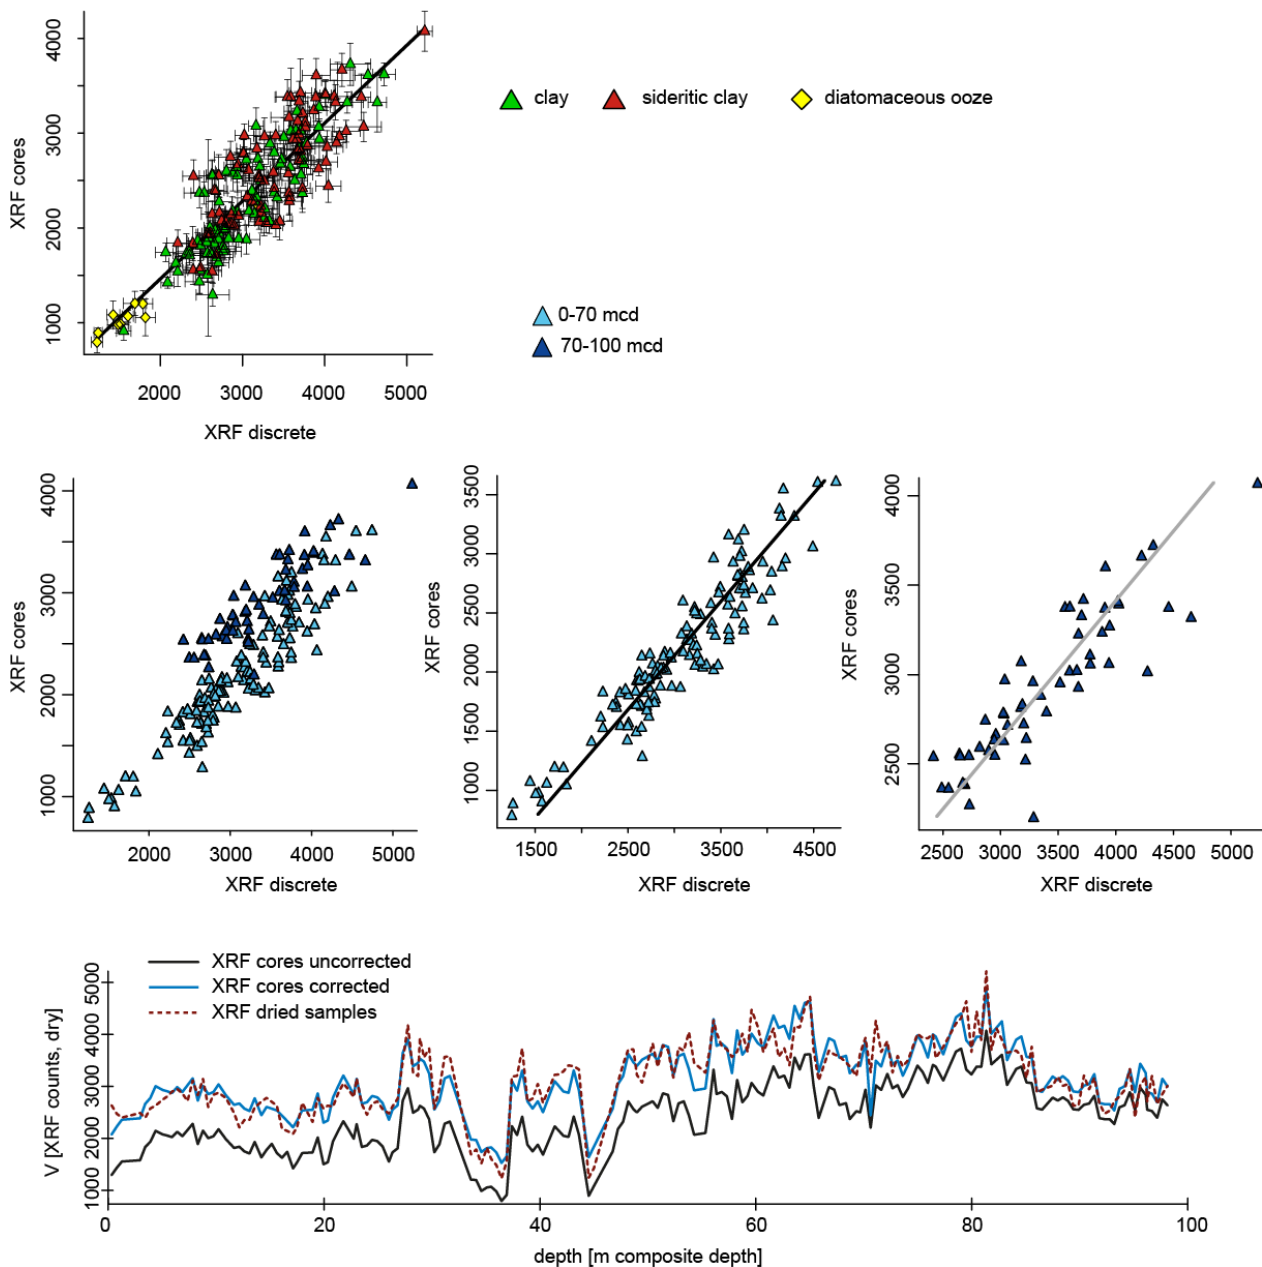 4000
3000
2000
1000
XRF cores
2000 3000 4000 5000
XRF discrete
clay sideritic clay diatomaceous ooze
0-70 mcd
70-100 mcd
4000
3000
2000
1000
XRF cores
2000 3000 4000 5000
XRF discrete
3500
3000
2500
2000
1500
1000
XRF cores
1500 2500 3500 4500
XRF discrete
4000
3500
3000
2500
XRF cores
2500 3000 3500 4000 4500 5000
XRF discrete
XRF cores uncorrected
XRF cores corrected
XRF dried samples
5000
4000
3000
2000
1000
V [XRF counts, dry]
0 20 40 60 80 100
depth [m composite depth]